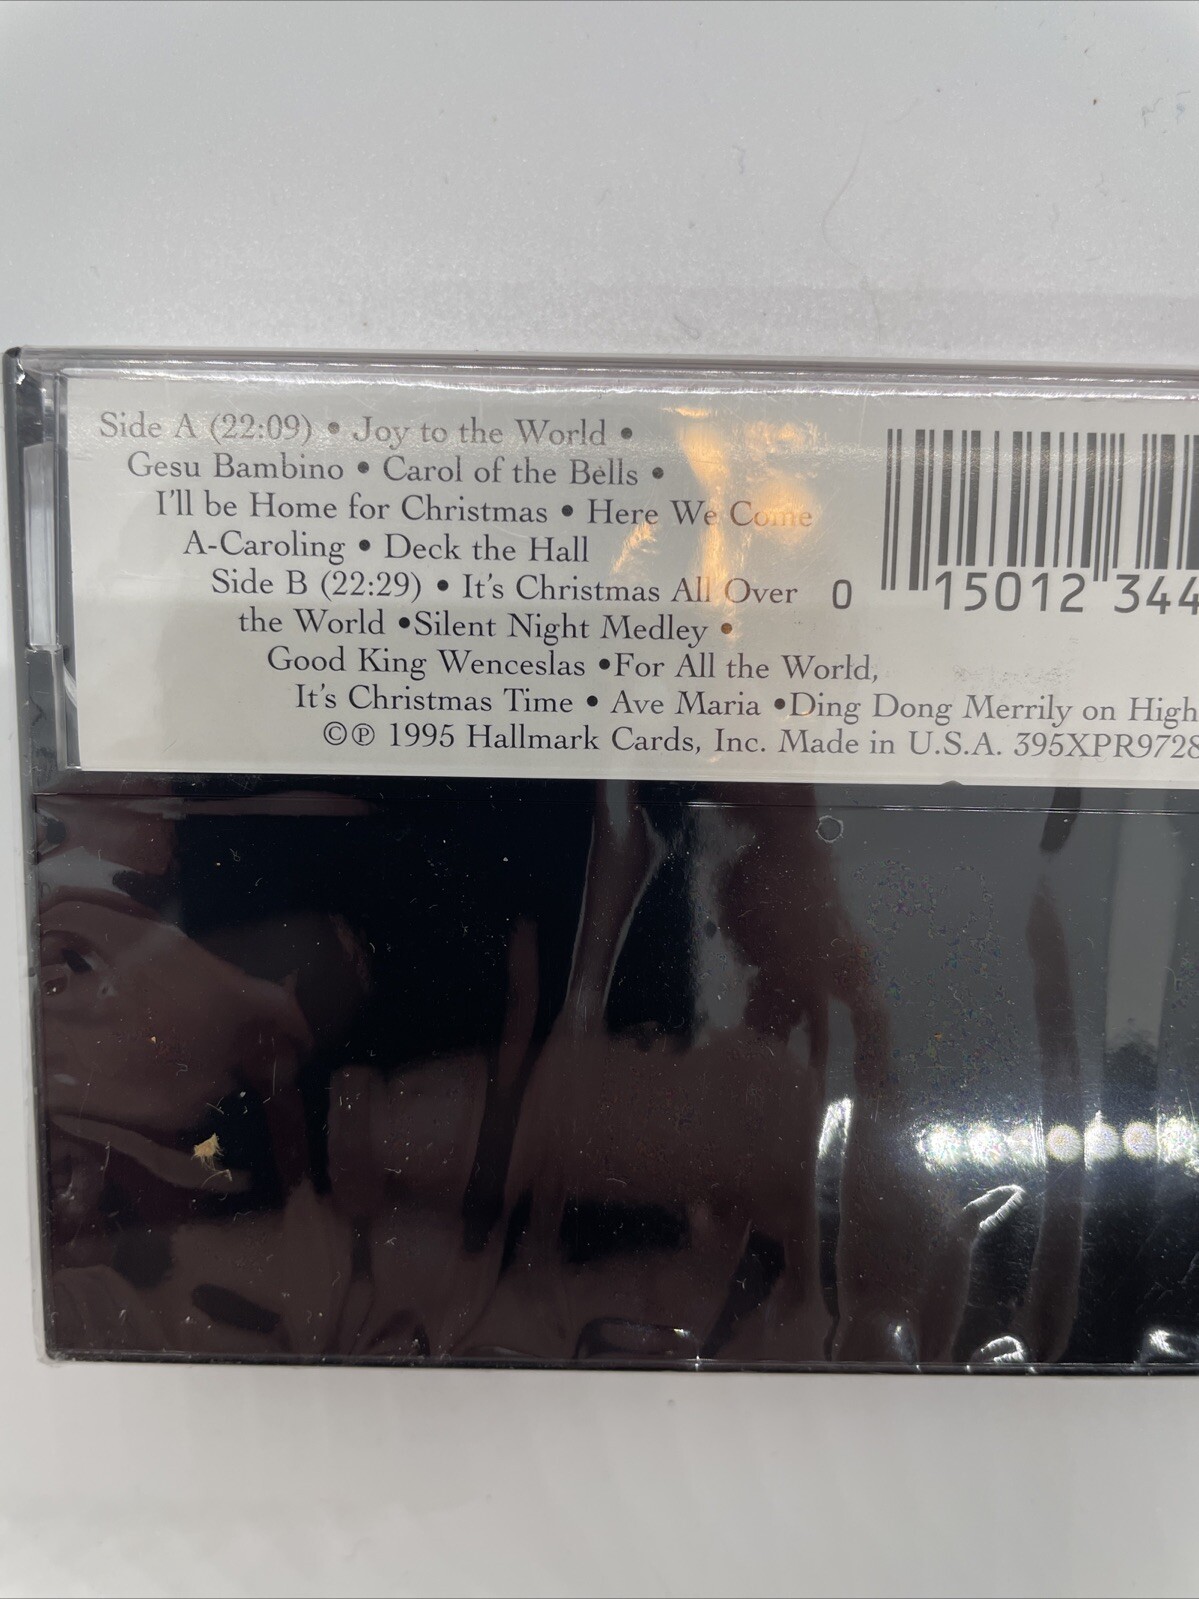 Side A (22:09) • Joy to the World •
Gesu Bambino • Carol of the Bells •
I'll be Home for Christmas • Here We Come
A-Caroling • Deck the Hall
Side B (22:29) • It's Christmas All Over
the World •Silent Night Medley •
Good King Wenceslas •For All the World,
It's Christmas Time • Ave Maria •Ding Dong Merrily on High
©℗ 1995 Hallmark Cards, Inc. Made in U.S.A. 395XPR9728
0 15012 344